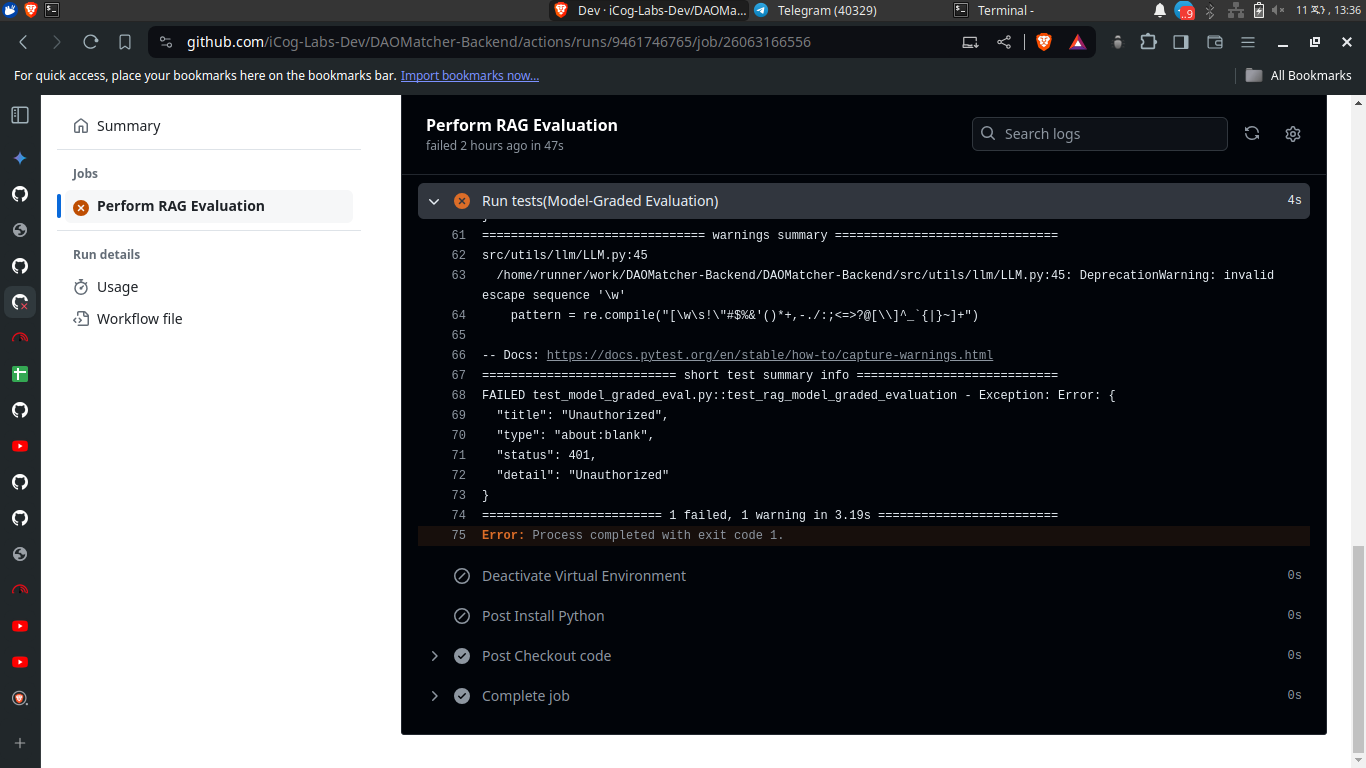 Dev · iCog-Labs-Dev/DAOMa...
Telegram (40329)
Terminal -
..9
13:36
github.com/iCog-Labs-Dev/DAOMatcher-Backend/actions/runs/9461746765/job/26063166556
For quick access, place your bookmarks here on the bookmarks bar. Import bookmarks now...
All Bookmarks
Summary
Jobs
Perform RAG Evaluation
Run details
Usage
Workflow file
Perform RAG Evaluation
failed 2 hours ago in 47s
Search logs
Run tests(Model-Graded Evaluation)
4s
61 ============================== warnings summary ===============================
62 src/utils/llm/LLM.py:45
63 /home/runner/work/DAOMatcher-Backend/DAOMatcher-Backend/src/utils/llm/LLM.py:45: DeprecationWarning: invalid
escape sequence '\w'
64 pattern = re.compile("[\w\s!\"#$%&'()*+,-./:;<=>?@[\\]^_`{|}~]+")
65
66 -- Docs: https://docs.pytest.org/en/stable/how-to/capture-warnings.html
67 =========================== short test summary info ============================
68 FAILED test_model_graded_eval.py::test_rag_model_graded_evaluation - Exception: Error: {
69 "title": "Unauthorized",
70 "type": "about:blank",
71 "status": 401,
72 "detail": "Unauthorized"
73 }
74 ========================= 1 failed, 1 warning in 3.19s =========================
75 Error: Process completed with exit code 1.
Deactivate Virtual Environment
0s
Post Install Python
0s
Post Checkout code
0s
Complete job
0s